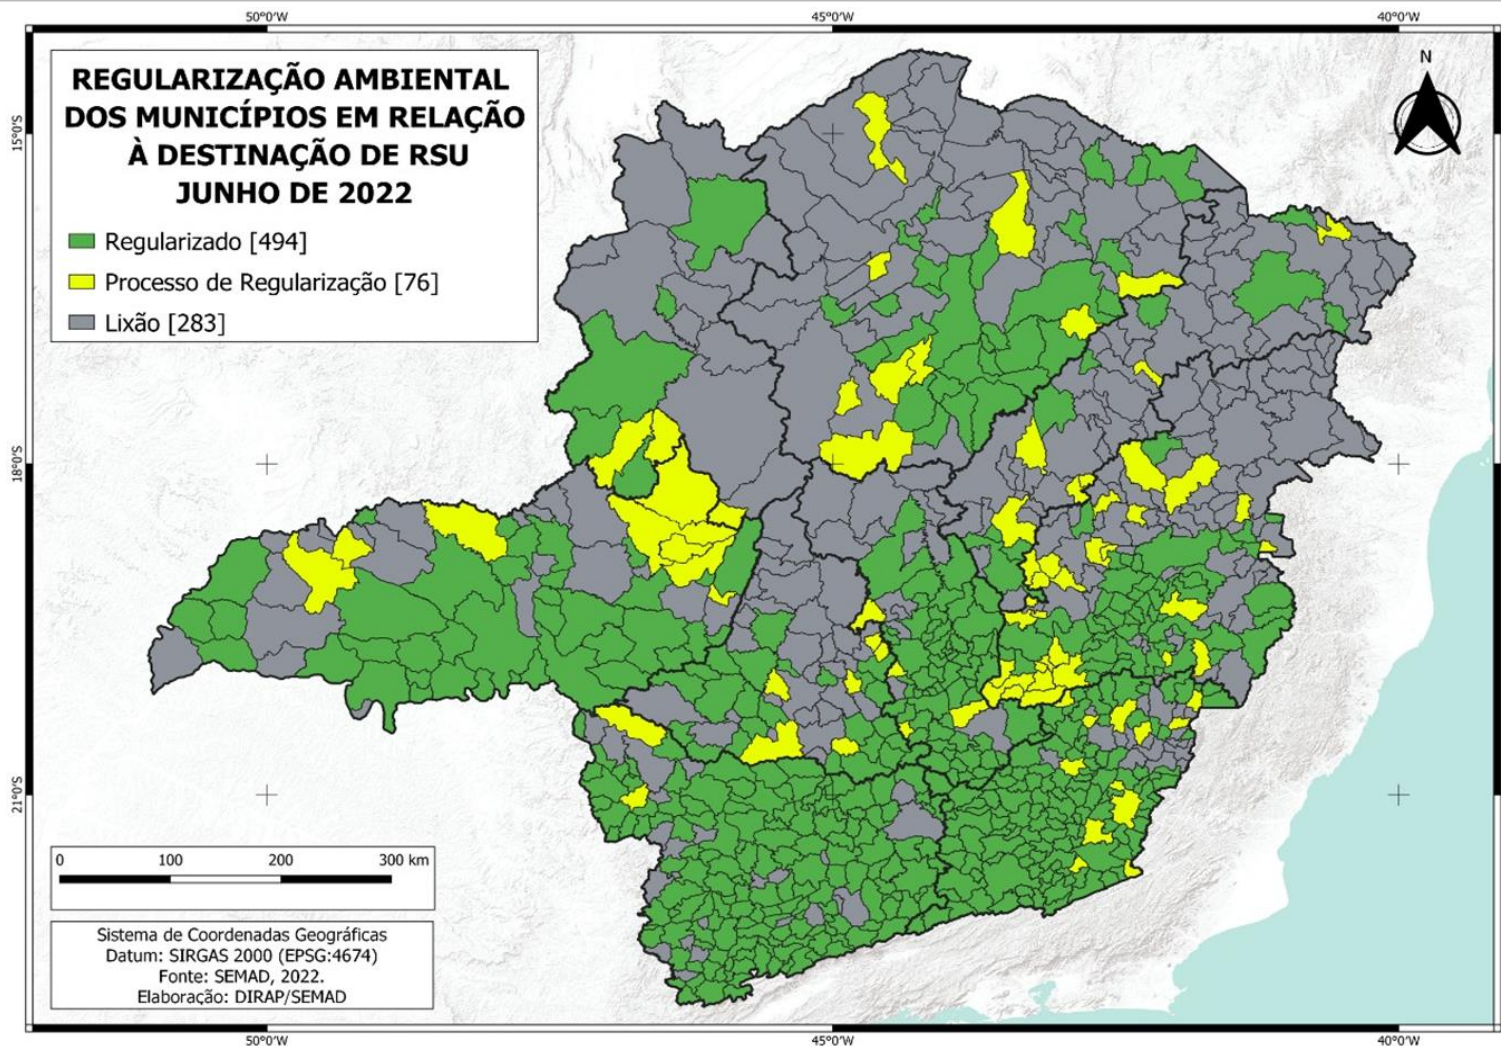 50°0'W
45°0'W
40°0'W
REGULARIZAÇÃO AMBIENTAL
DOS MUNICÍPIOS EM RELAÇÃO
À DESTINAÇÃO DE RSU
JUNHO DE 2022
Regularizado [494]
Processo de Regularização [76]
Lixão [283]
N
15°0'S
18°0'S
21°0'S
0 100 200 300 km
Sistema de Coordenadas Geográficas
Datum: SIRGAS 2000 (EPSG:4674)
Fonte: SEMAD, 2022.
Elaboração: DIRAP/SEMAD
50°0'W
45°0'W
40°0'W